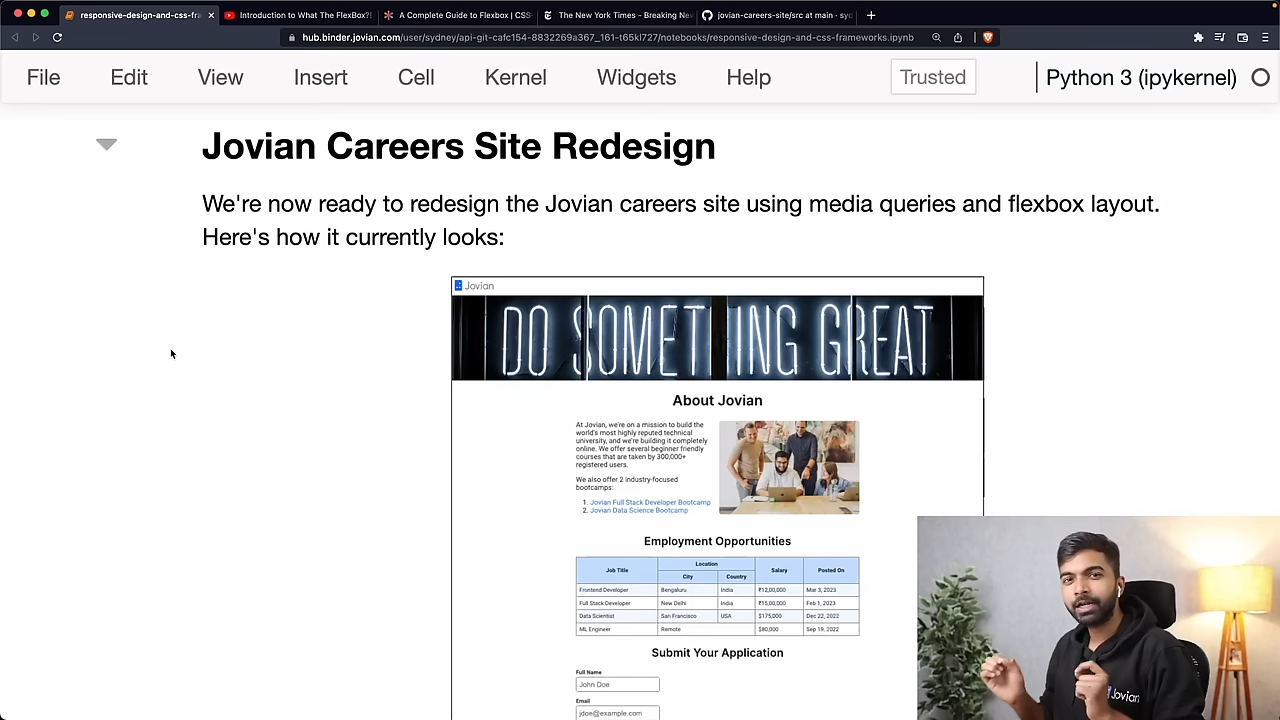 responsive-design-and-css-fra
Introduction to What The FlexBox?!
A Complete Guide to Flexbox | CSS
The New York Times - Breaking Nev
jovian-careers-site/src at main · syd
hub.binder.jovian.com/user/sydney/api-git-cafc154-8832269a367_161-t65kl727/notebooks/responsive-design-and-css-frameworks.ipynb
File Edit View Insert Cell Kernel Widgets Help Trusted Python 3 (ipykernel)
Jovian Careers Site Redesign
We're now ready to redesign the Jovian careers site using media queries and flexbox layout.
Here's how it currently looks:
Jovian
DO SOMETHING GREAT
About Jovian
At Jovian, we're on a mission to build the
world's most highly reputed technical
university, and we're building it completely
online. We offer several beginner friendly
courses that are taken by 300,000+
registered users.
We also offer 2 industry-focused
bootcamps:
1. Jovian Full Stack Developer Bootcamp
2. Jovian Data Science Bootcamp
Employment Opportunities
Job Title Location Salary Posted On
City Country
Frontend Developer Bengaluru India ₹12,00,000 Mar 3, 2023
Full Stack Developer New Delhi India ₹15,00,000 Feb 1, 2023
Data Scientist San Francisco USA $175,000 Dec 22, 2022
ML Engineer Remote $80,000 Sep 19, 2022
Submit Your Application
Full Name
John Doe
Email
jdoe@example.com
Jovian